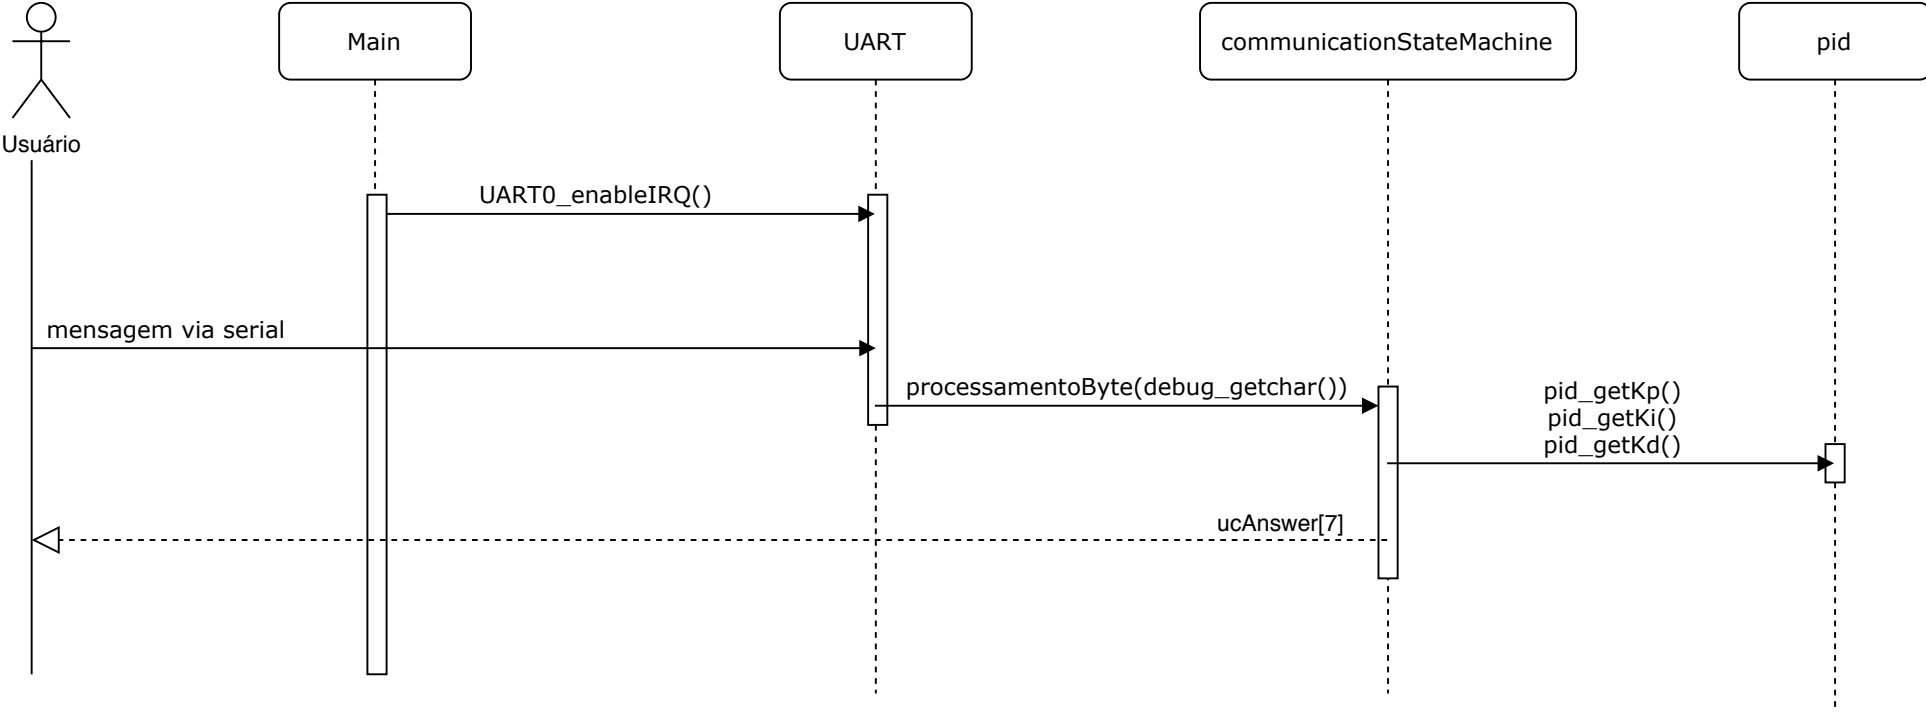 Main
UART
communicationStateMachine
pid
Usuário
UART0_enableIRQ()
mensagem via serial
processamentoByte(debug_getchar())
pid_getKp()
pid_getKi()
pid_getKd()
ucAnswer[7]